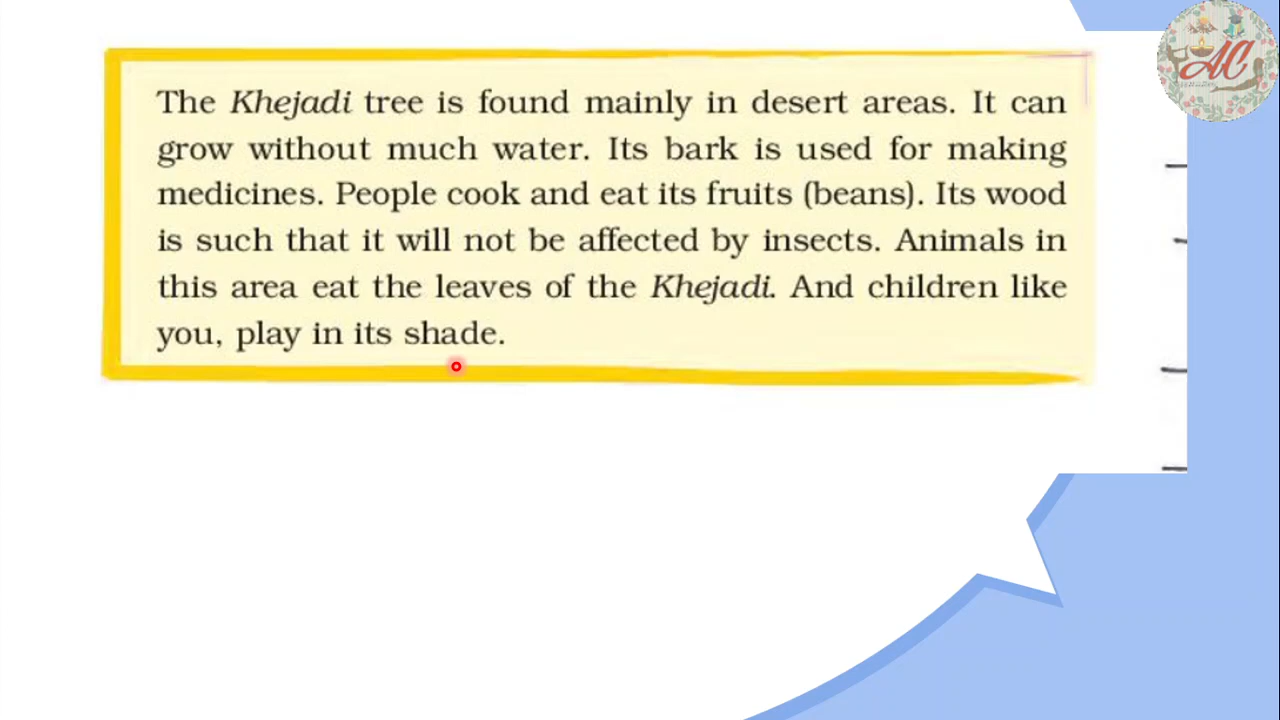 The Khejadi tree is found mainly in desert areas. It can
grow without much water. Its bark is used for making
medicines. People cook and eat its fruits (beans). Its wood
is such that it will not be affected by insects. Animals in
this area eat the leaves of the Khejadi. And children like
you, play in its shade.
AC